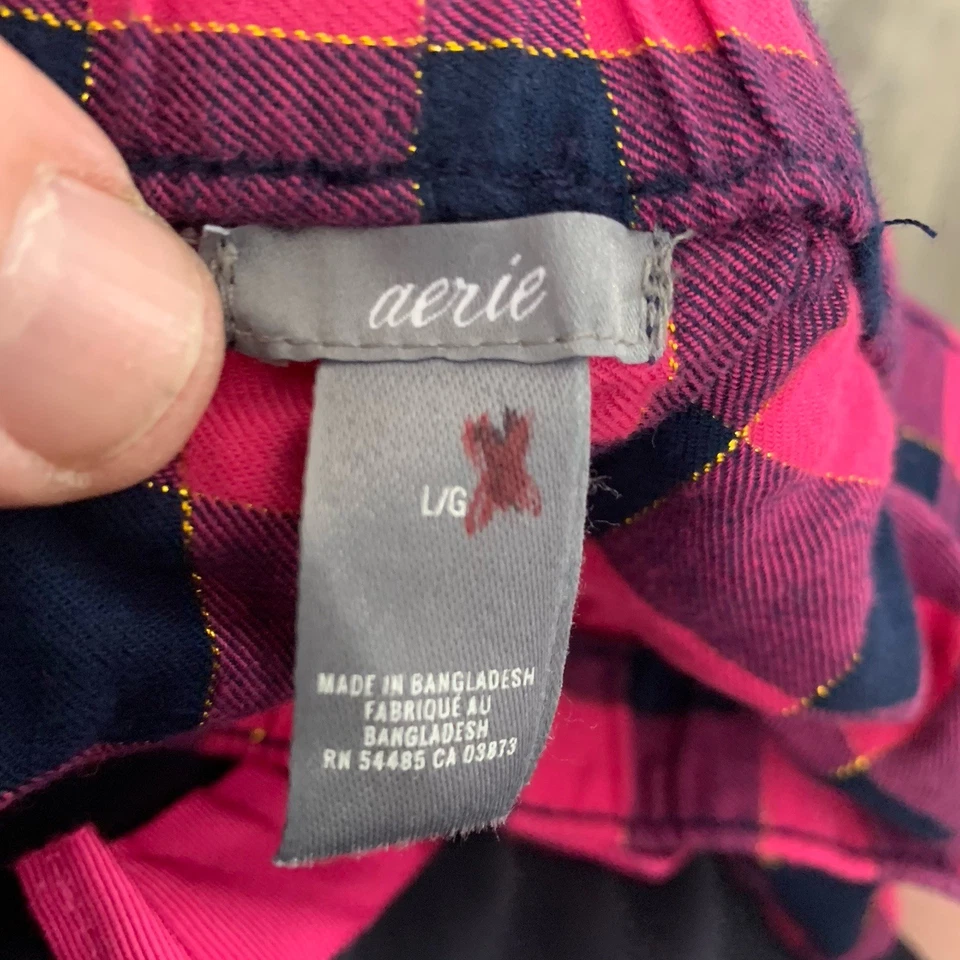 aerie
L/G
MADE IN BANGLADESH
FABRIQUÉ AU
BANGLADESH
RN 54485 CA 03873